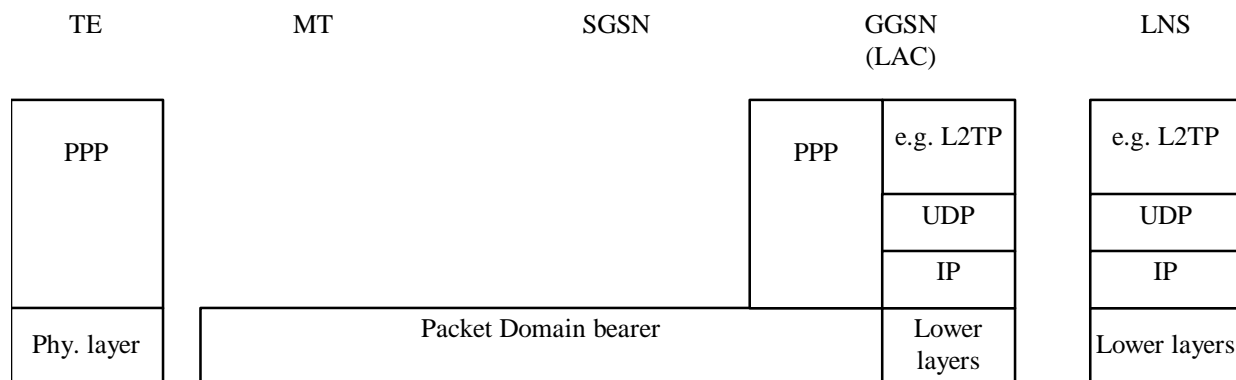 TE
MT
SGSN
GGSN
(LAC)
LNS
PPP
PPP
e.g. L2TP
e.g. L2TP
UDP
UDP
IP
IP
Phy. layer
Packet Domain bearer
Lower
layers
Lower layers